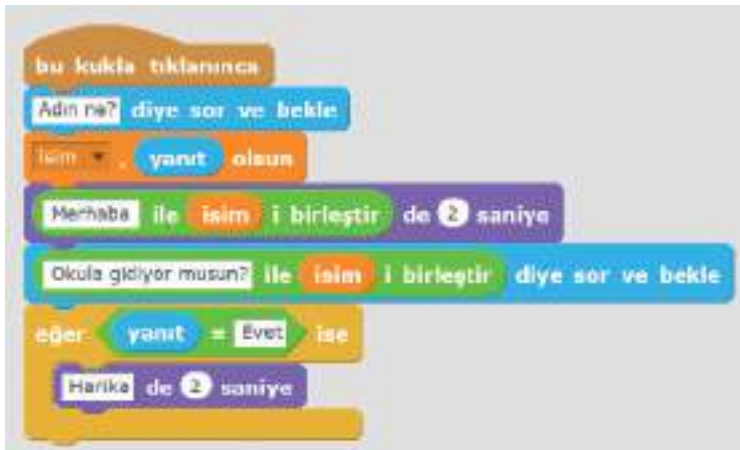 bu kukla tıklanınca
Adın ne? diye sor ve bekle
isim , yanıt olsun
Merhaba ile isim i birleştir de 2 saniye
Okula gidiyor musun? ile isim i birleştir diye sor ve bekle
eğer yanıt = Evet ise
Harika de 2 saniye